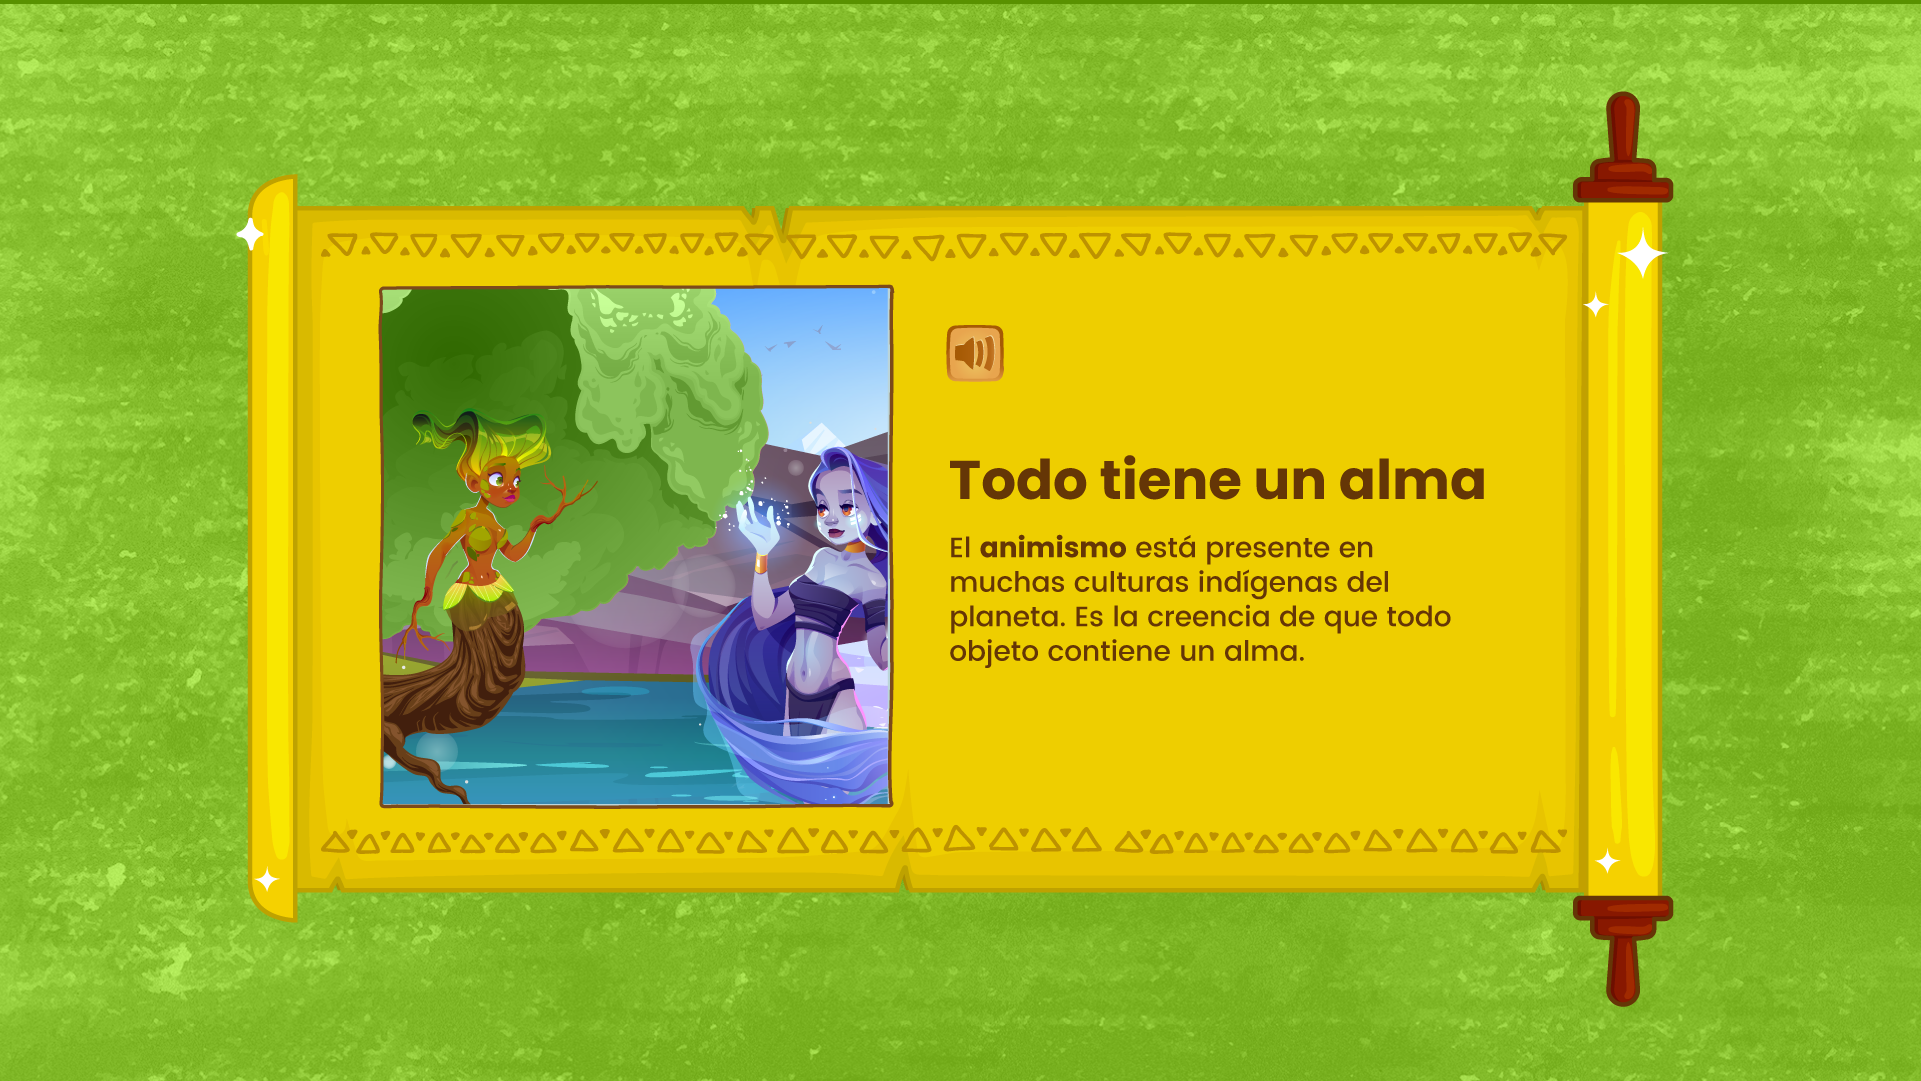 Todo tiene un alma
El animismo está presente en
muchas culturas indígenas del
planeta. Es la creencia de que todo
objeto contiene un alma.